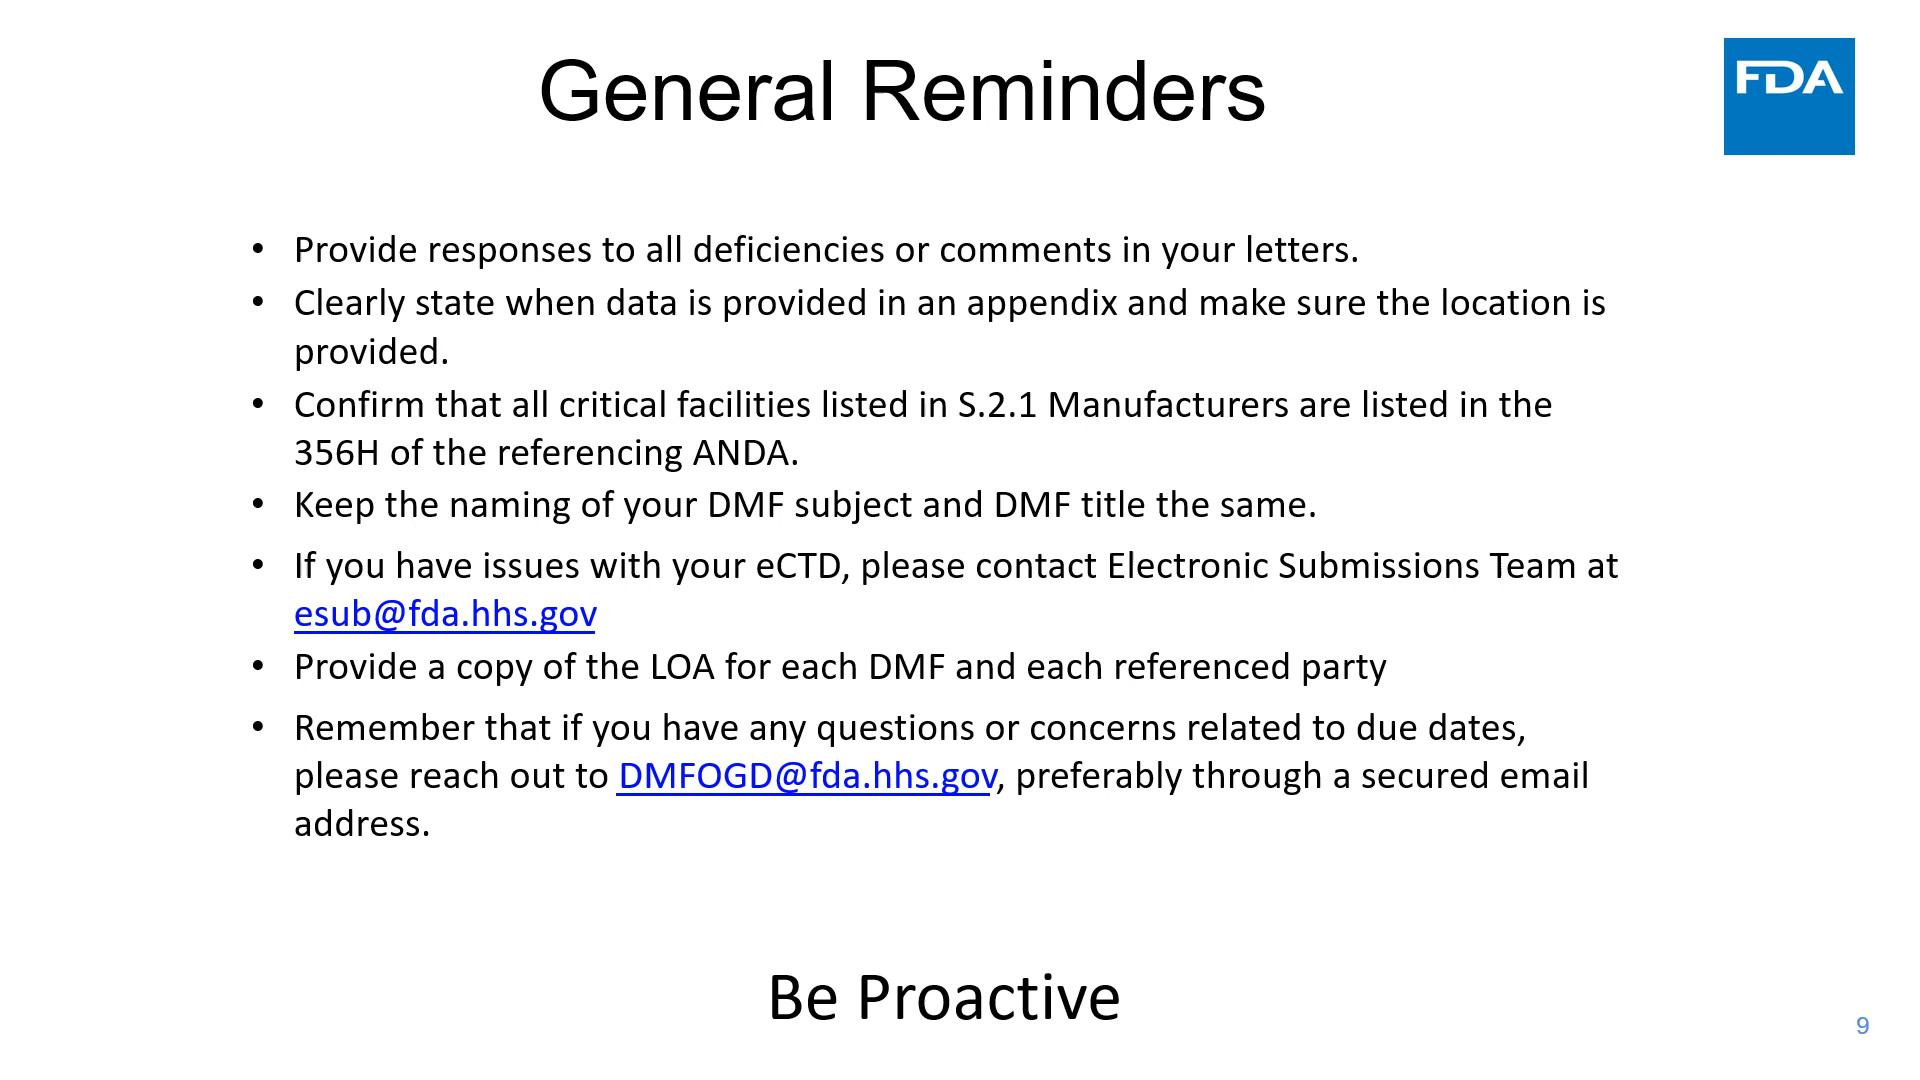 General Reminders
FDA
• Provide responses to all deficiencies or comments in your letters.
• Clearly state when data is provided in an appendix and make sure the location is
provided.
• Confirm that all critical facilities listed in S.2.1 Manufacturers are listed in the
356H of the referencing ANDA.
• Keep the naming of your DMF subject and DMF title the same.
• If you have issues with your eCTD, please contact Electronic Submissions Team at
esub@fda.hhs.gov
• Provide a copy of the LOA for each DMF and each referenced party
• Remember that if you have any questions or concerns related to due dates,
please reach out to DMFOGD@fda.hhs.gov, preferably through a secured email
address.
Be Proactive
9